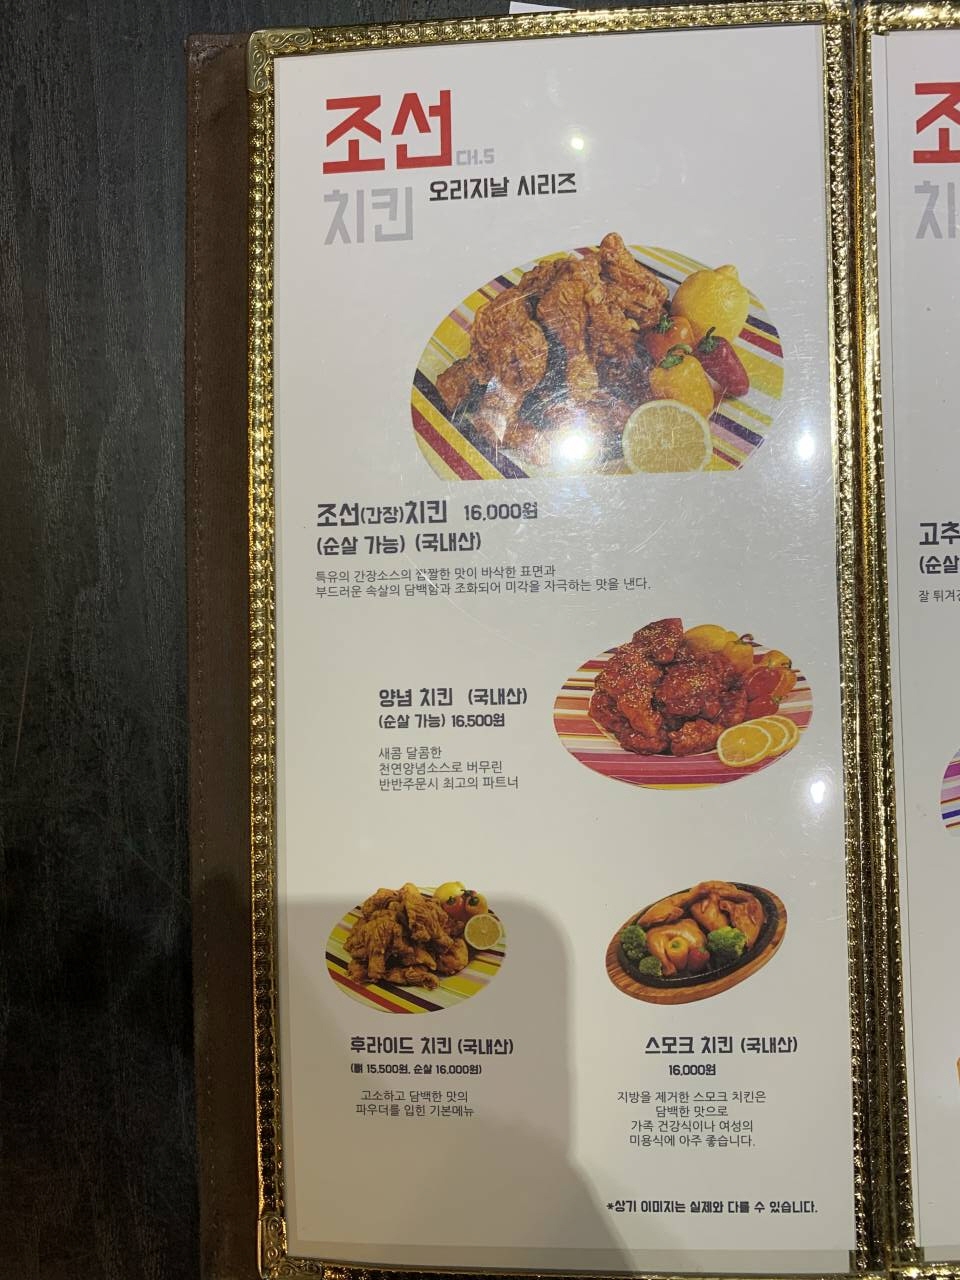 조선
CH.5
치킨
오리지날 시리즈
조선(간장)치킨 16,000원
(순살 가능) (국내산)
특유의 간장소스의 짭짤한 맛이 바삭한 표면과
부드러운 속살의 담백함과 조화되어 미각을 자극하는 맛을 낸다.
양념 치킨 (국내산)
(순살 가능) 16,500원
새콤 달콤한
천연양념소스로 버무린
반반주문시 최고의 파트너
후라이드 치킨 (국내산)
(뼈 15,500원, 순살 16,000원)
고소하고 담백한 맛의
파우더를 입힌 기본메뉴
스모크 치킨 (국내산)
16,000원
지방을 제거한 스모크 치킨은
담백한 맛으로
가족 건강식이나 여성의
미용식에 아주 좋습니다.
*상기 이미지는 실제와 다를 수 있습니다.
조
치
고추
(순살
잘 튀겨